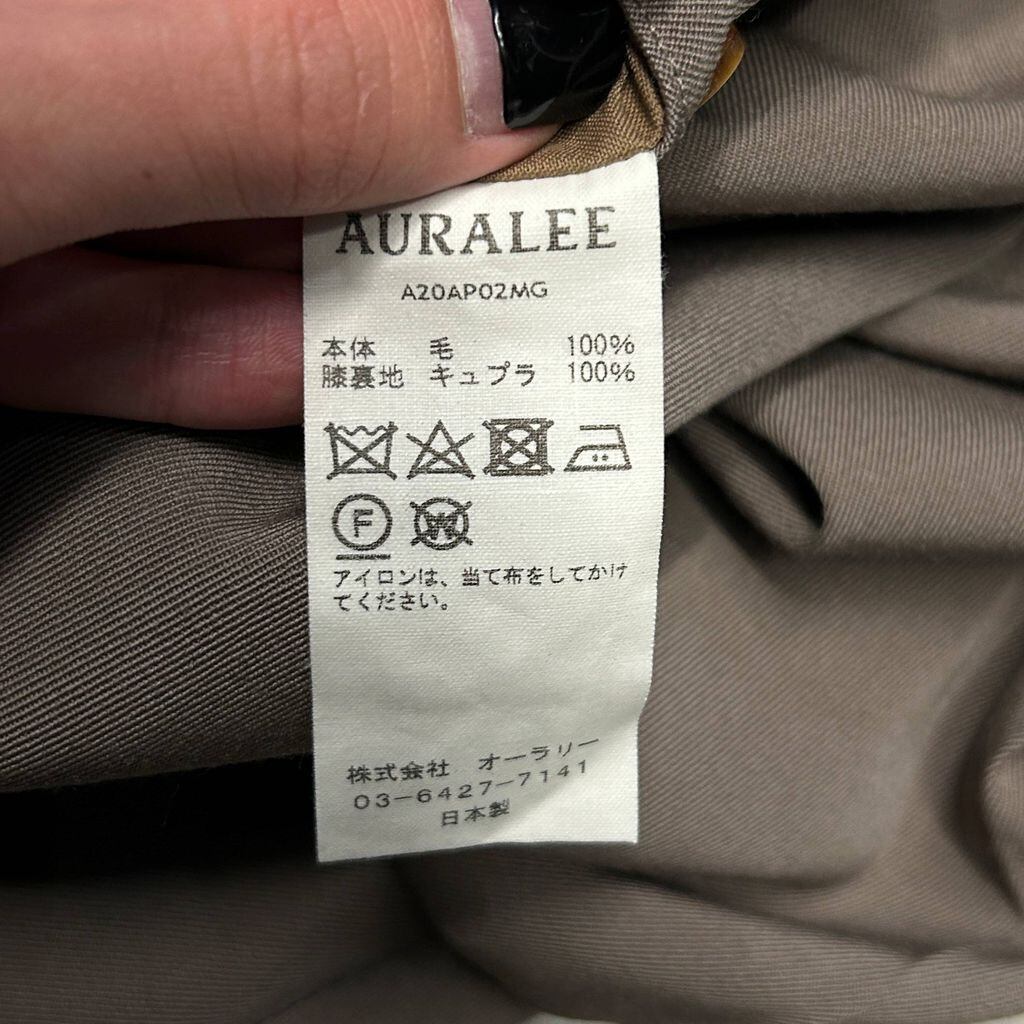 AURALEE
A20AP02MG
本体 毛 100%
膝裏地 キュプラ 100%
F
W
アイロンは、当て布をしてかけ
てください。
株式会社 オーラリー
03-6427-7141
日本製